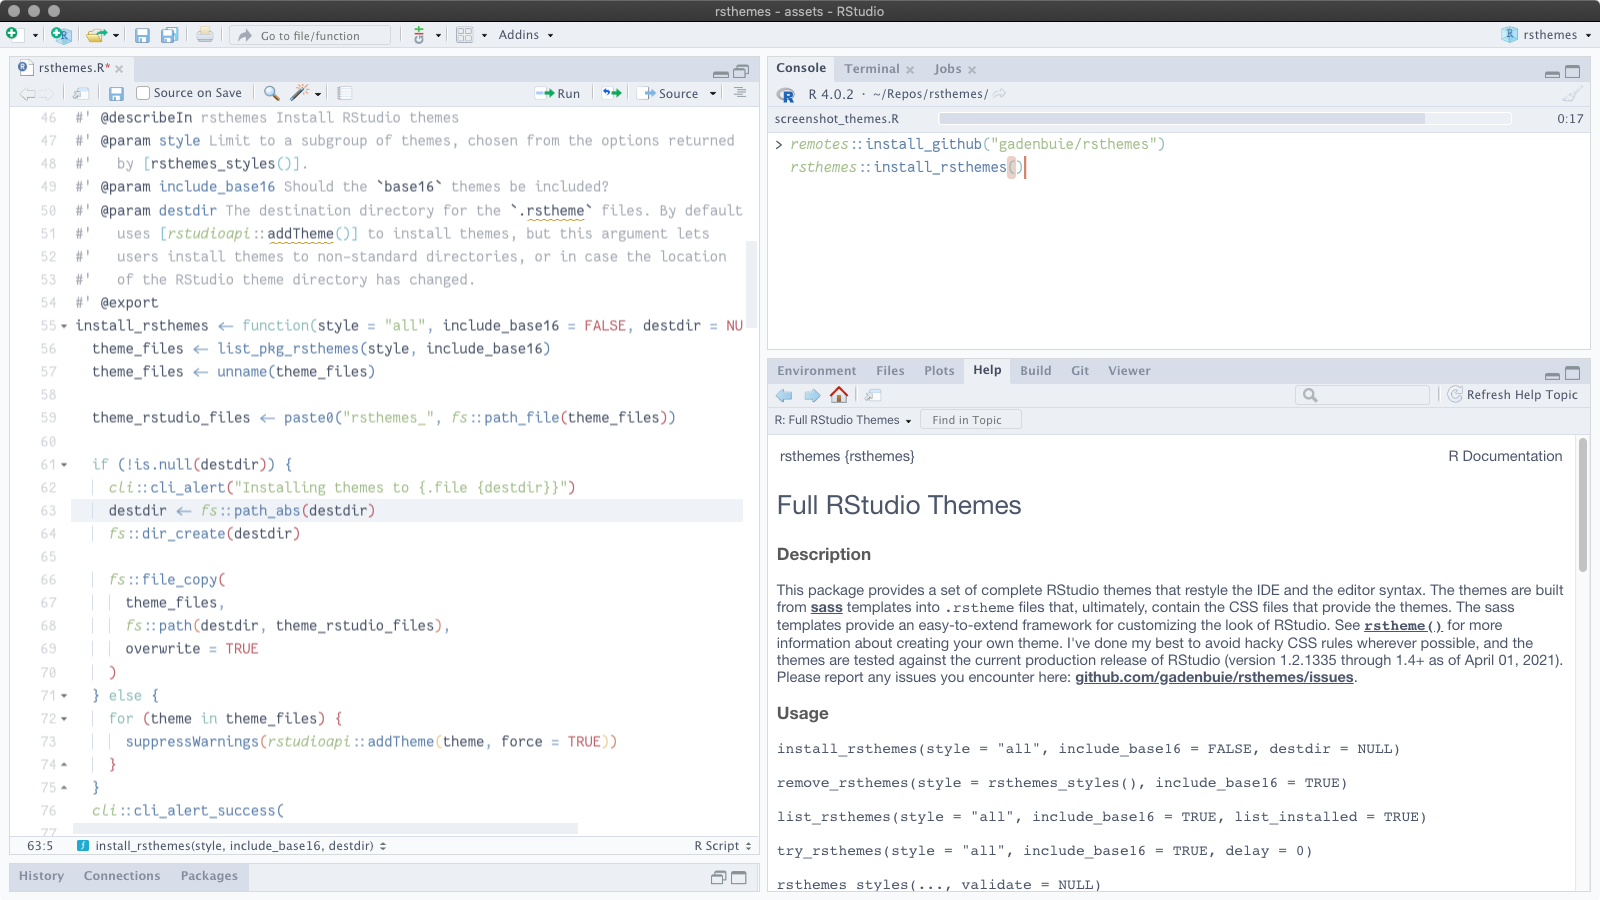 rsthemes - assets - RStudio
Go to file/function
Addins
rsthemes
rsthemes.R*
Source on Save
Run
Source
46 #' @describeIn rsthemes Install RStudio themes
47 #' @param style Limit to a subgroup of themes, chosen from the options returned
48 #'   by [rsthemes_styles()].
49 #' @param include_base16 Should the `base16` themes be included?
50 #' @param destdir The destination directory for the `.rstheme` files. By default
51 #'   uses [rstudioapi::addTheme()] to install themes, but this argument lets
52 #'   users install themes to non-standard directories, or in case the location
53 #'   of the RStudio theme directory has changed.
54 #' @export
55 install_rsthemes <- function(style = "all", include_base16 = FALSE, destdir = NU
56   theme_files <- list_pkg_rsthemes(style, include_base16)
57   theme_files <- unname(theme_files)
58
59   theme_rstudio_files <- paste0("rsthemes_", fs::path_file(theme_files))
60
61   if (!is.null(destdir)) {
62     cli::cli_alert("Installing themes to {.file {destdir}}")
63     destdir <- fs::path_abs(destdir)
64     fs::dir_create(destdir)
65
66     fs::file_copy(
67       theme_files,
68       fs::path(destdir, theme_rstudio_files),
69       overwrite = TRUE
70     )
71   } else {
72     for (theme in theme_files) {
73       suppressWarnings(rstudioapi::addTheme(theme, force = TRUE))
74     }
75   }
76   cli::cli_alert_success(
77
63:5 install_rsthemes(style, include_base16, destdir)
R Script
History Connections Packages
Console Terminal Jobs
R 4.0.2 · ~/Repos/rsthemes/
screenshot_themes.R 0:17
> remotes::install_github("gadenbuie/rsthemes")
rsthemes::install_rsthemes()
Environment Files Plots Help Build Git Viewer
Refresh Help Topic
R: Full RStudio Themes
Find in Topic
rsthemes {rsthemes} R Documentation
Full RStudio Themes
Description
This package provides a set of complete RStudio themes that restyle the IDE and the editor syntax. The themes are built
from sass templates into .rstheme files that, ultimately, contain the CSS files that provide the themes. The sass
templates provide an easy-to-extend framework for customizing the look of RStudio. See rstheme() for more
information about creating your own theme. I've done my best to avoid hacky CSS rules wherever possible, and the
themes are tested against the current production release of RStudio (version 1.2.1335 through 1.4+ as of April 01, 2021).
Please report any issues you encounter here: github.com/gadenbuie/rsthemes/issues.
Usage
install_rsthemes(style = "all", include_base16 = FALSE, destdir = NULL)
remove_rsthemes(style = rsthemes_styles(), include_base16 = TRUE)
list_rsthemes(style = "all", include_base16 = TRUE, list_installed = TRUE)
try_rsthemes(style = "all", include_base16 = TRUE, delay = 0)
rsthemes_styles(..., validate = NULL)